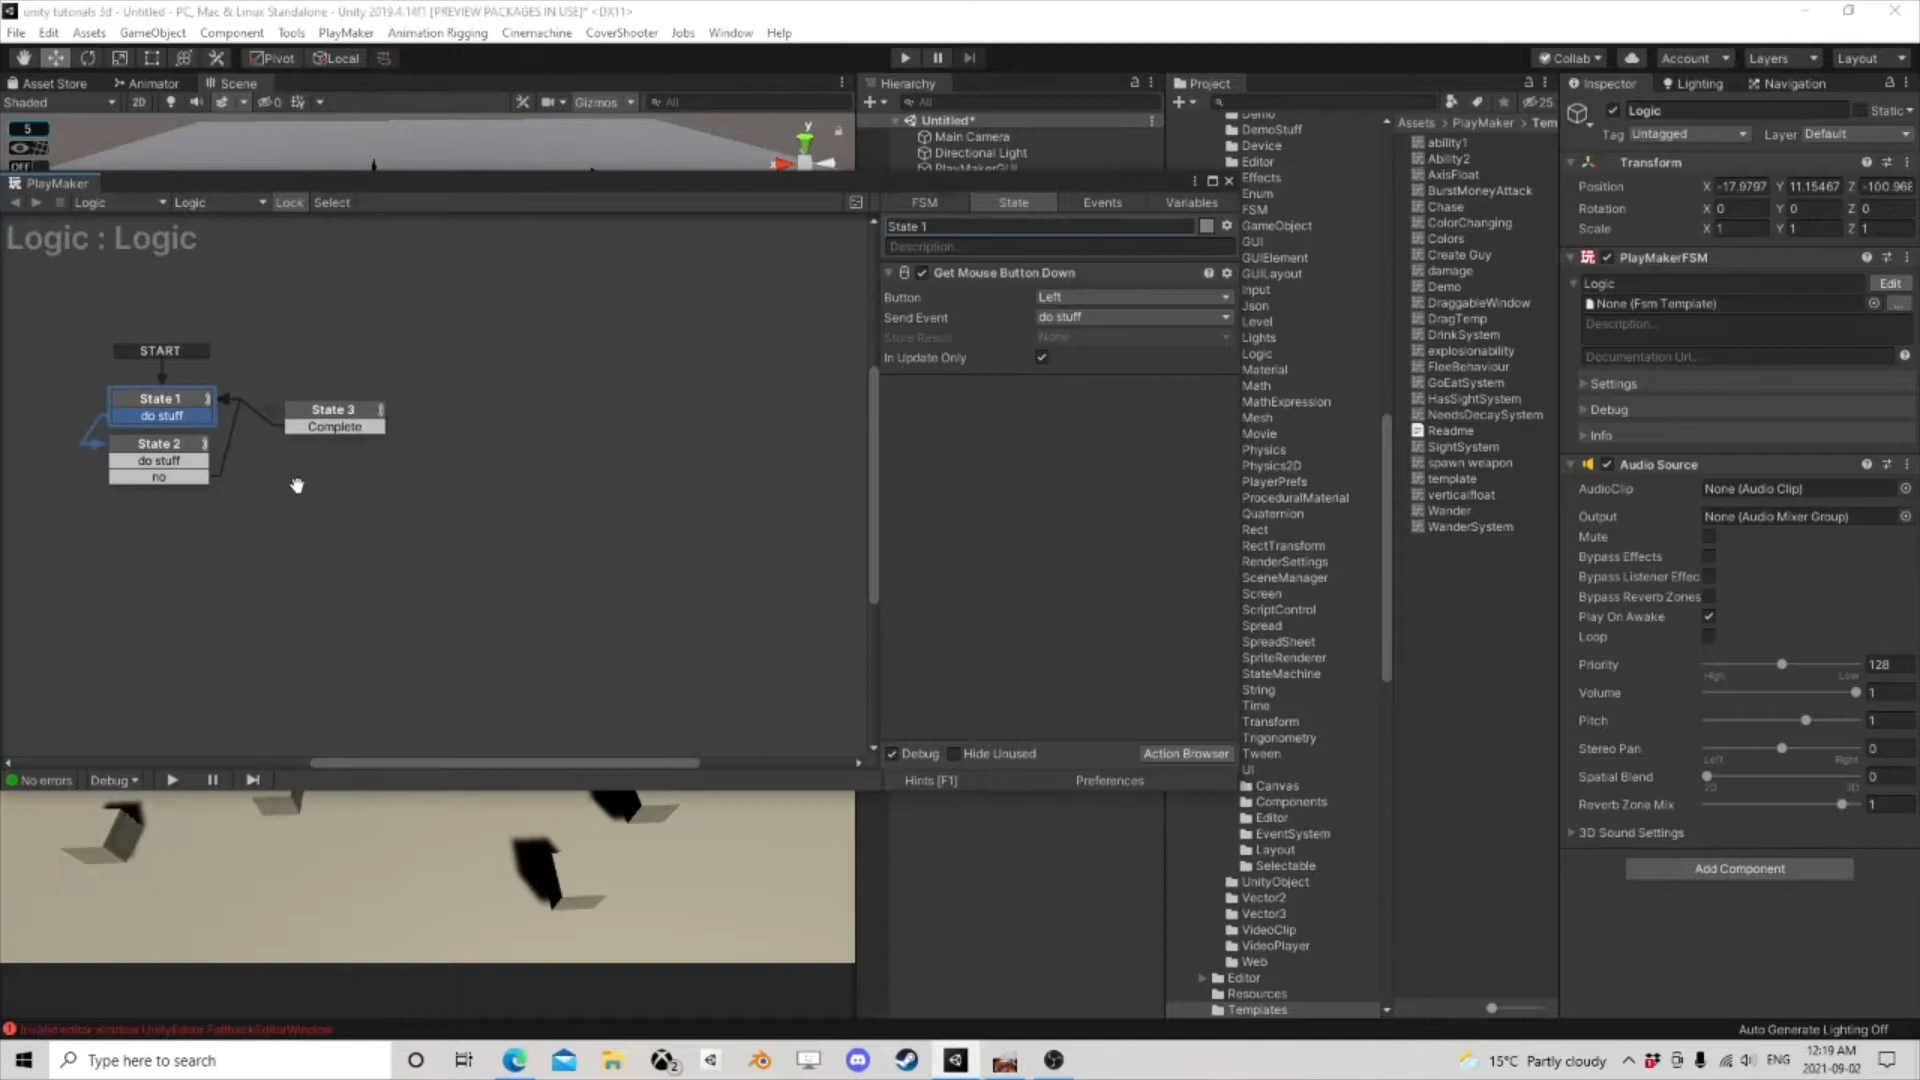 unity tutorials 3d - Untitled - PC, Mac & Linux Standalone - Unity 2019.4.14f1 [PREVIEW PACKAGES IN USE]* <DX11>
File Edit Assets GameObject Component Tools PlayMaker Animation Rigging Cinemachine CoverShooter Jobs Window Help
Pivot Local Collab Account Layers Layout
Asset Store Animator Scene
Shaded 2D 0 Gizmos All
5
OFF
y
PlayMaker
Logic Logic Lock Select
Logic : Logic
START
State 1
do stuff
State 2
do stuff
no
State 3
Complete
No errors Debug
FSM State Events Variables
State 1
Description...
Get Mouse Button Down
Button Left
Send Event do stuff
Store Result None
In Update Only
Debug Hide Unused Action Browser
Hints [F1] Preferences
Hierarchy
All
Untitled*
Main Camera
Directional Light
PlayMakerGUI
Project
25
Demo
DemoStuff
Device
Editor
Effects
Enum
FSM
GameObject
GUI
GUIElement
GUILayout
Input
Json
Level
Lights
Logic
Material
Math
MathExpression
Mesh
Movie
Physics
Physics2D
PlayerPrefs
ProceduralMaterial
Quaternion
Rect
RectTransform
RenderSettings
SceneManager
Screen
ScriptControl
Spread
SpreadSheet
SpriteRenderer
StateMachine
String
Time
Transform
Trigonometry
Tween
UI
Canvas
Components
Editor
EventSystem
Layout
Selectable
UnityObject
Vector2
Vector3
VideoClip
VideoPlayer
Web
Editor
Resources
Templates
Assets > PlayMaker > Tem
ability1
Ability2
AxisFloat
BurstMoneyAttack
Chase
ColorChanging
Colors
Create Guy
damage
Demo
DraggableWindow
DragTemp
DrinkSystem
explosionability
FleeBehaviour
GoEatSystem
HasSightSystem
NeedsDecaySystem
Readme
SightSystem
spawn weapon
template
verticalfloat
Wander
WanderSystem
Inspector Lighting Navigation
Logic Static
Tag Untagged Layer Default
Transform
Position X -17.9797 Y 11.15467 Z -100.968
Rotation X 0 Y 0 Z 0
Scale X 1 Y 1 Z 1
PlayMakerFSM
Logic Edit
None (Fsm Template) ...
Description...
Documentation Url...
Settings
Debug
Info
Audio Source
AudioClip None (Audio Clip)
Output None (Audio Mixer Group)
Mute
Bypass Effects
Bypass Listener Effec
Bypass Reverb Zones
Play On Awake
Loop
Priority 128
High Low
Volume 1
Pitch 1
Stereo Pan 0
Left Right
Spatial Blend 0
2D 3D
Reverb Zone Mix 1
3D Sound Settings
Add Component
Invalid editor window UnityEditor.FallbackEditorWindow
Auto Generate Lighting Off
Type here to search
2
15°C Partly cloudy ENG
12:19 AM
2021-09-02